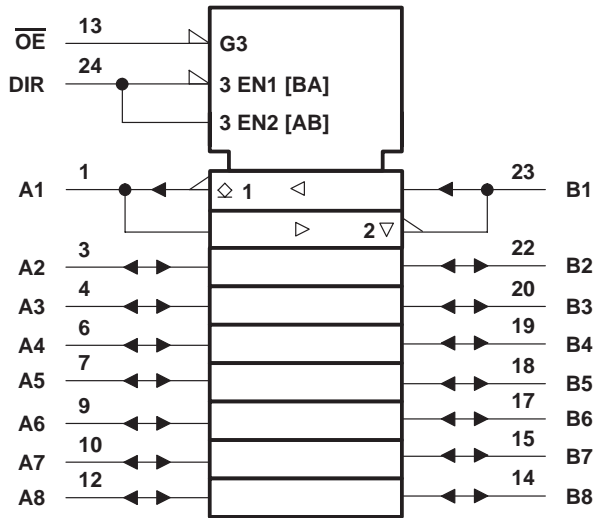 OE 13 G3
DIR 24 3 EN1 [BA]
3 EN2 [AB]
A1 1 1 23 B1
2
A2 3 22 B2
A3 4 20 B3
A4 6 19 B4
A5 7 18 B5
A6 9 17 B6
A7 10 15 B7
A8 12 14 B8